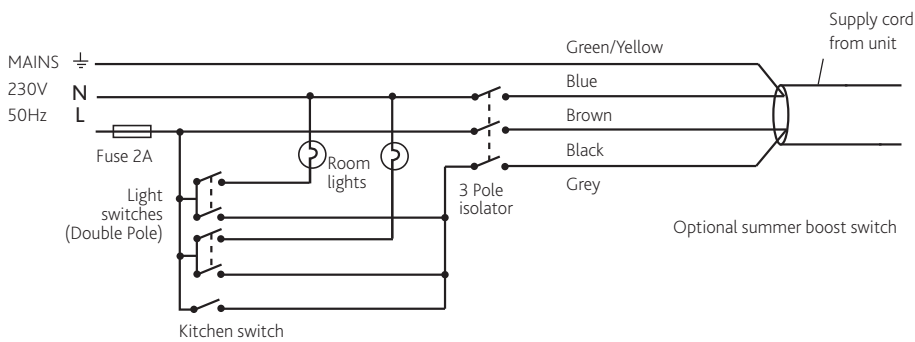 Supply cord
from unit
Green/Yellow
MAINS
Blue
230V N
50Hz L
Brown
Fuse 2A
Black
Room
lights
Grey
3 Pole
isolator
Light
switches
(Double Pole)
Optional summer boost switch
Kitchen switch